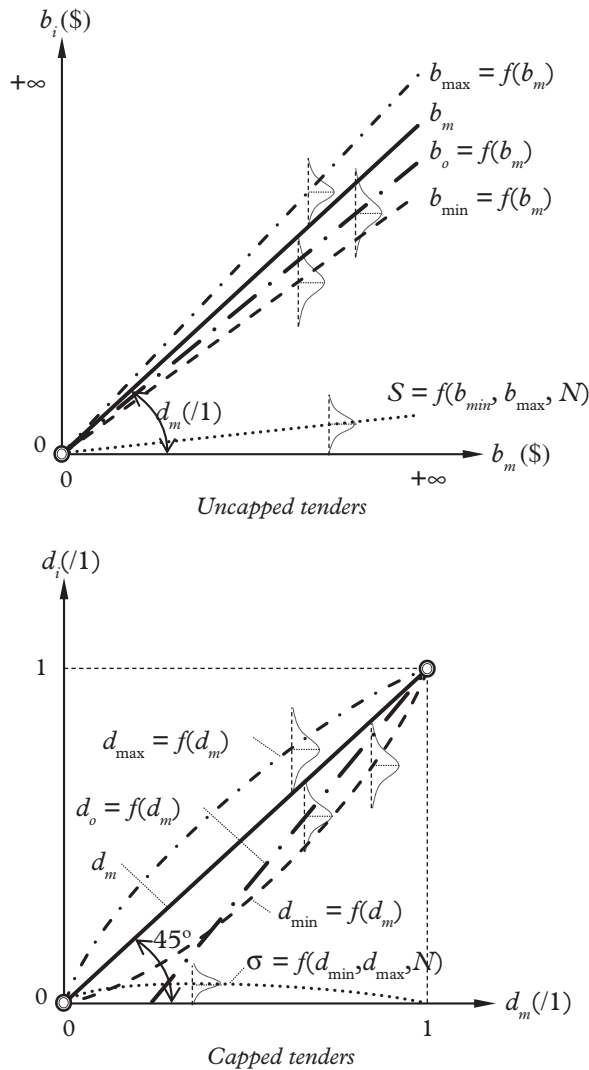 b_i($)
+∞
b_max = f(b_m)
b_m
b_o = f(b_m)
b_min = f(b_m)
S = f(b_min, b_max, N)
d_m(/1)
0
b_m($)
0
+∞
Uncapped tenders
d_i(/1)
1
d_max = f(d_m)
d_o = f(d_m)
d_m
d_min = f(d_m)
45º
σ = f(d_min,d_max,N)
0
d_m(/1)
0
1
Capped tenders